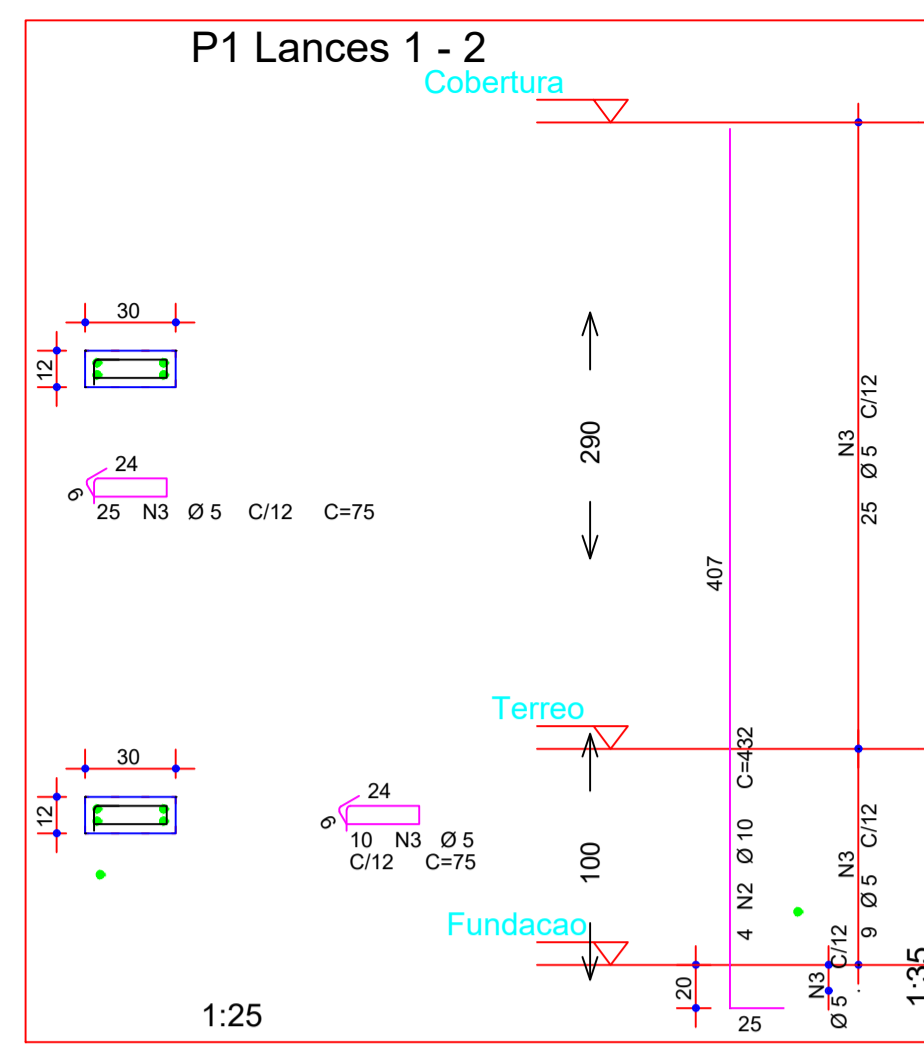 P1 Lances 1 - 2
Cobertura
30
12
24
6
25 N3 Ø 5 C/12 C=75
290
407
25 N3 Ø 5 C/12
Terreo
30
12
24
6
10 N3 Ø 5
C/12 C=75
100
4 N2 Ø 10 C=432
9 N3 Ø 5 C/12
Fundacao
20
25
N3 C/12
Ø 5
1:25
1:35